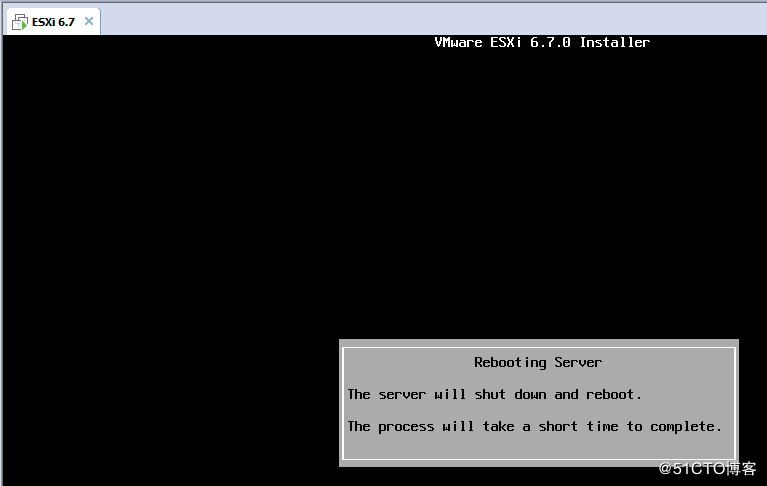 ESXi 6.7
VMware ESXi 6.7.0 Installer
Rebooting Server
The server will shut down and reboot.
The process will take a short time to complete.
@51CTO博客